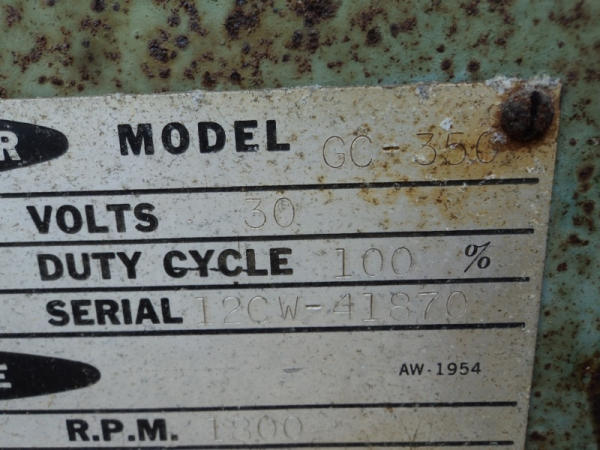 R MODEL GC-350
VOLTS 30
DUTY CYCLE 100 %
SERIAL 12CW-41870
E AW-1954
R.P.M. 1800